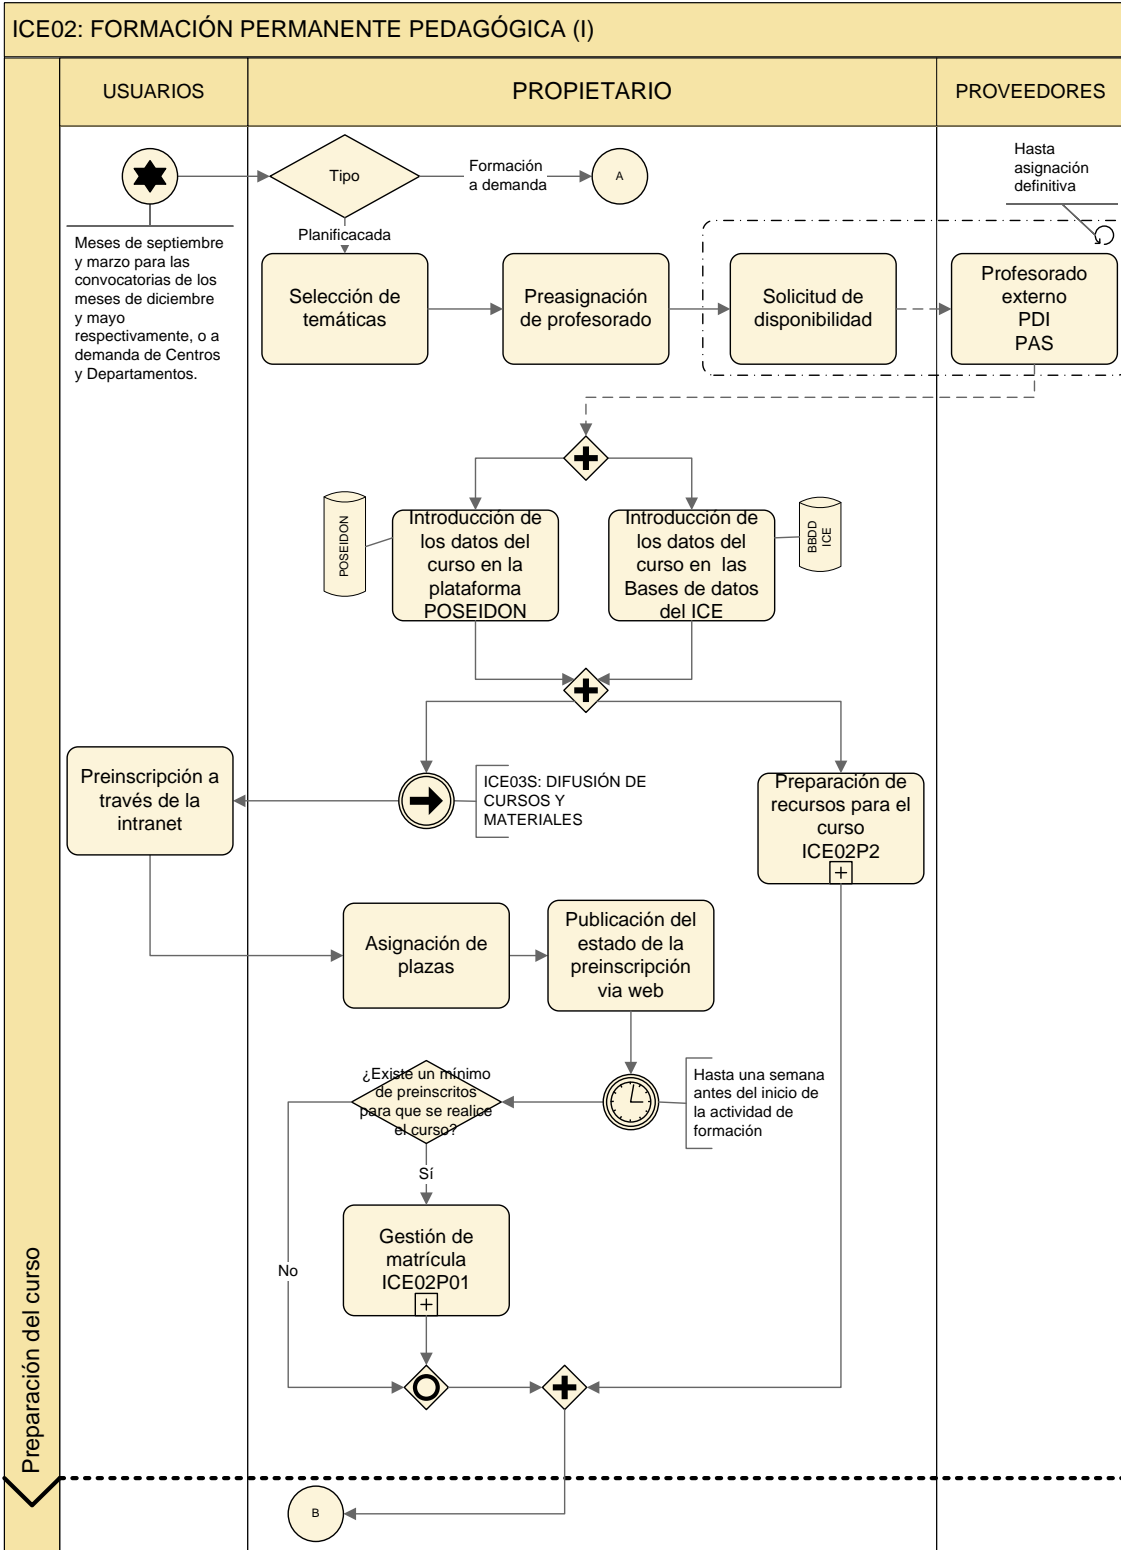 ICE02: FORMACIÓN PERMANENTE PEDAGÓGICA (I)
USUARIOS
PROPIETARIO
PROVEEDORES
Tipo
Formación
a demanda
A
Hasta
asignación
definitiva
Planificacada
Meses de septiembre
y marzo para las
convocatorias de los
meses de diciembre
y mayo
respectivamente, o a
demanda de Centros
y Departamentos.
Selección de
temáticas
Preasignación
de profesorado
Solicitud de
disponibilidad
Profesorado
externo
PDI
PAS
POSEIDON
Introducción de
los datos del
curso en la
plataforma
POSEIDON
Introducción de
los datos del
curso en las
Bases de datos
del ICE
BBDD
ICE
Preinscripción a
través de la
intranet
ICE03S: DIFUSIÓN DE
CURSOS Y
MATERIALES
Preparación de
recursos para el
curso
ICE02P2
Asignación de
plazas
Publicación del
estado de la
preinscripción
via web
¿Existe un mínimo
de preinscritos
para que se realice
el curso?
Hasta una semana
antes del inicio de
la actividad de
formación
Sí
No
Gestión de
matrícula
ICE02P01
Preparación del curso
B